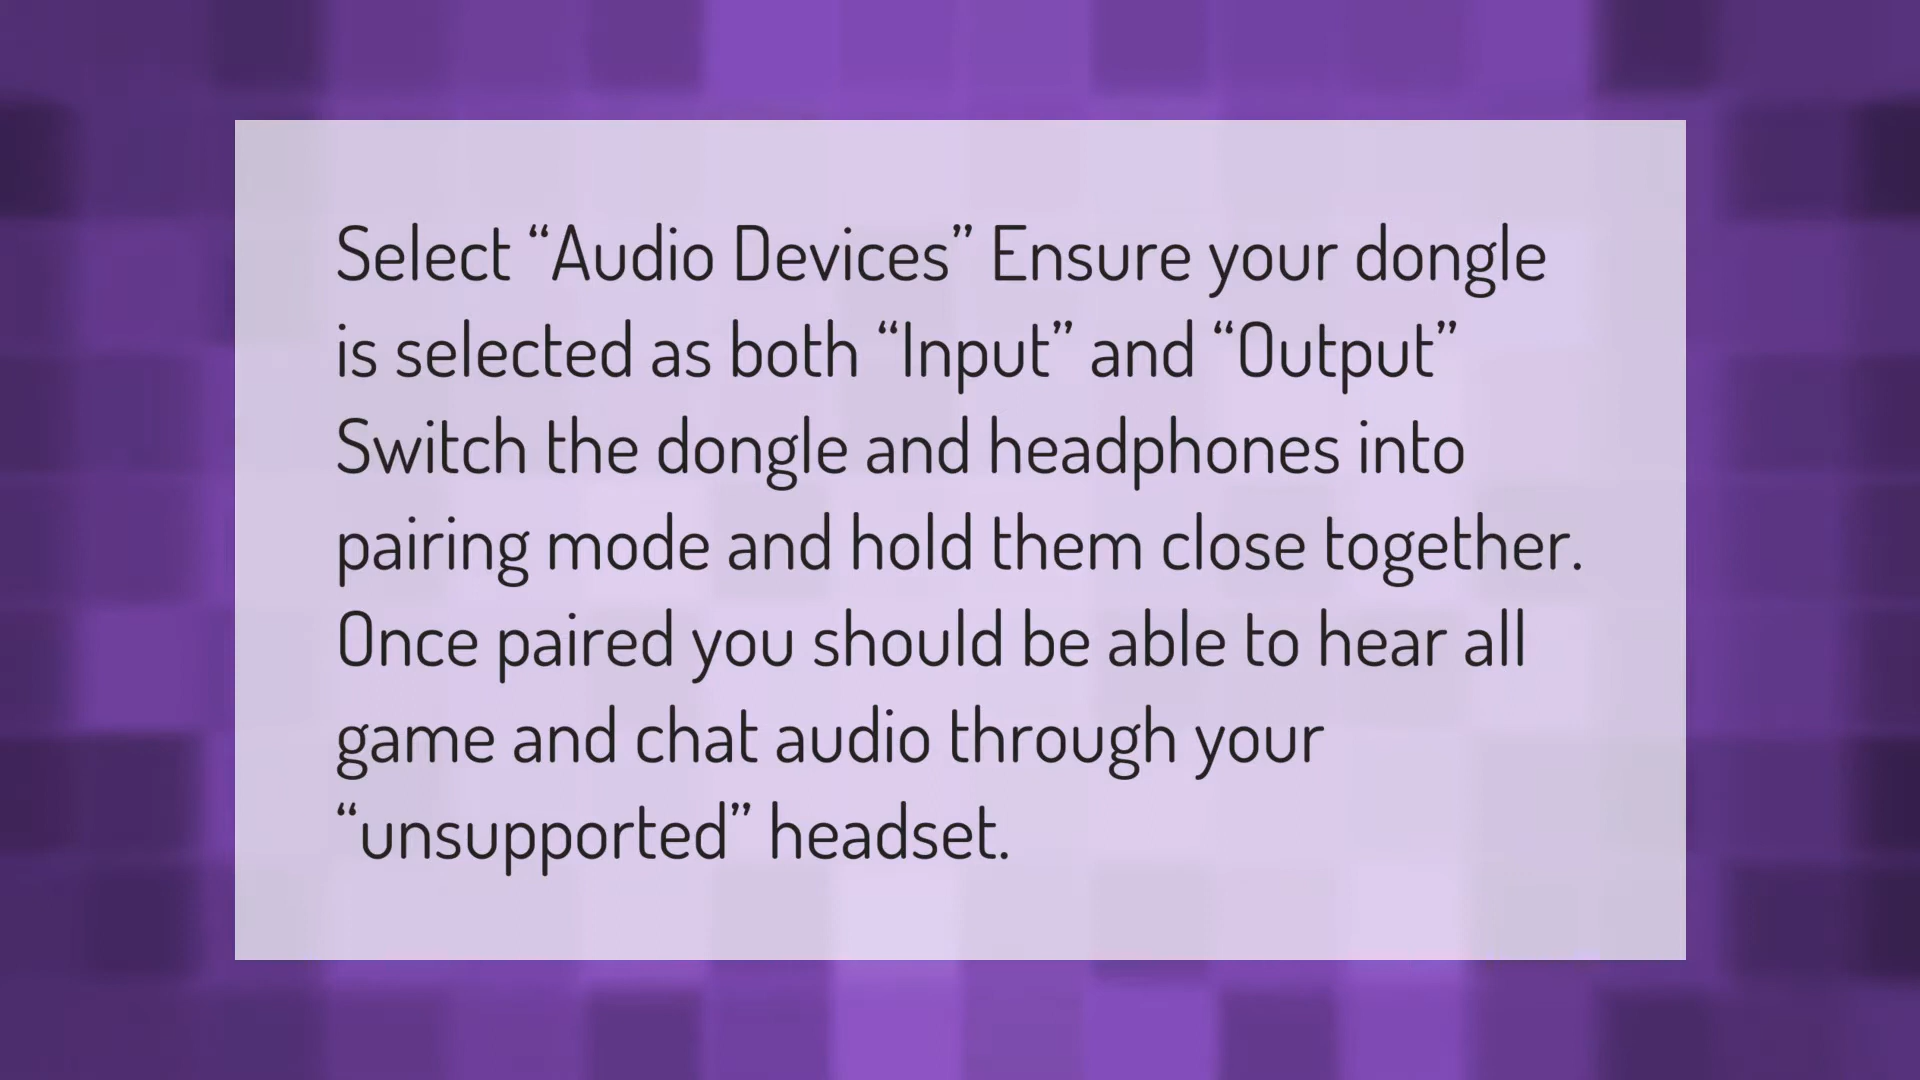 Select “Audio Devices” Ensure your dongle
is selected as both “Input” and “Output”
Switch the dongle and headphones into
pairing mode and hold them close together.
Once paired you should be able to hear all
game and chat audio through your
“unsupported” headset.